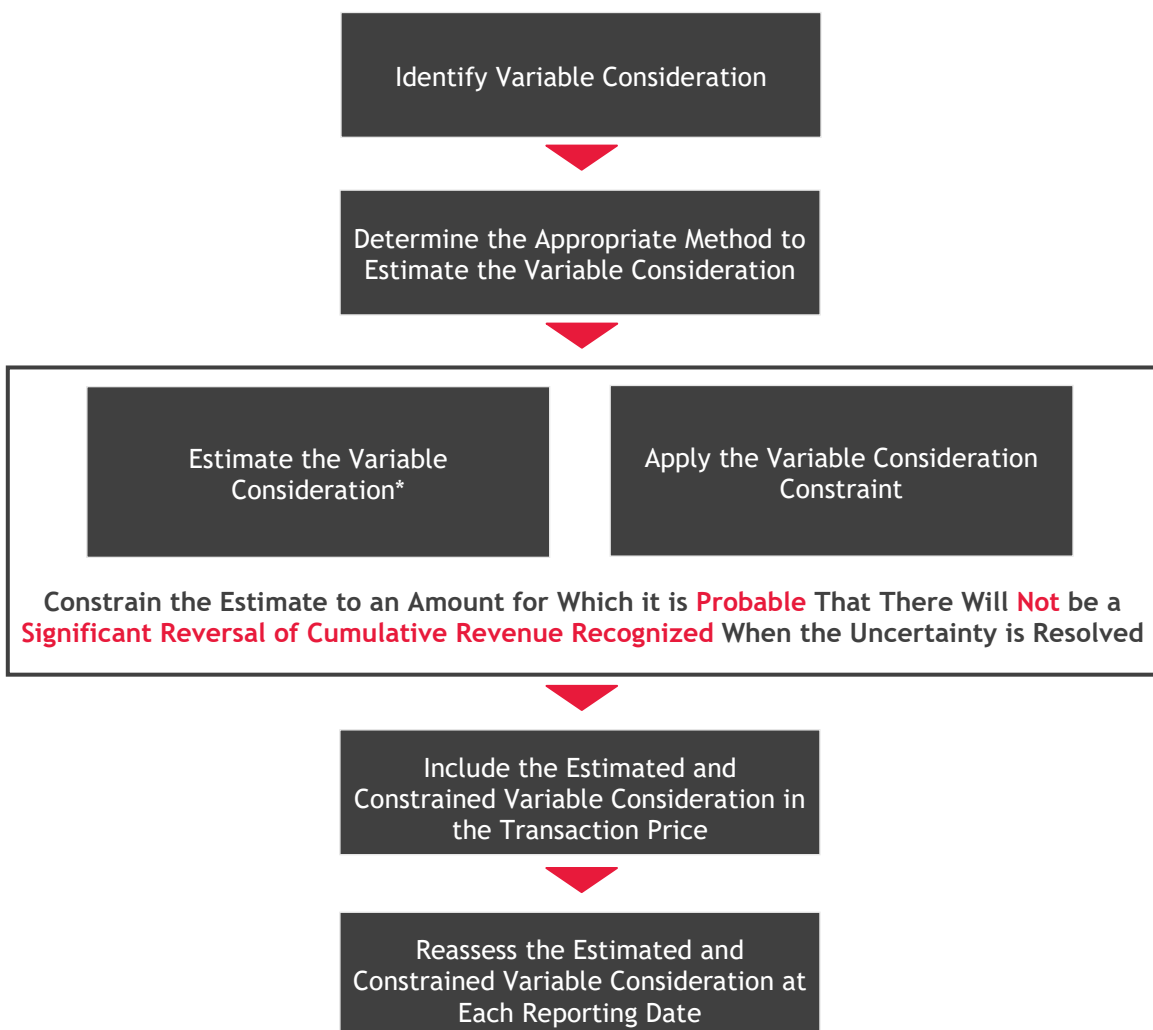 Identify Variable Consideration
Determine the Appropriate Method to
Estimate the Variable Consideration
Estimate the Variable
Consideration*
Apply the Variable Consideration
Constraint
Constrain the Estimate to an Amount for Which it is Probable That There Will Not be a
Significant Reversal of Cumulative Revenue Recognized When the Uncertainty is Resolved
Include the Estimated and
Constrained Variable Consideration in
the Transaction Price
Reassess the Estimated and
Constrained Variable Consideration at
Each Reporting Date